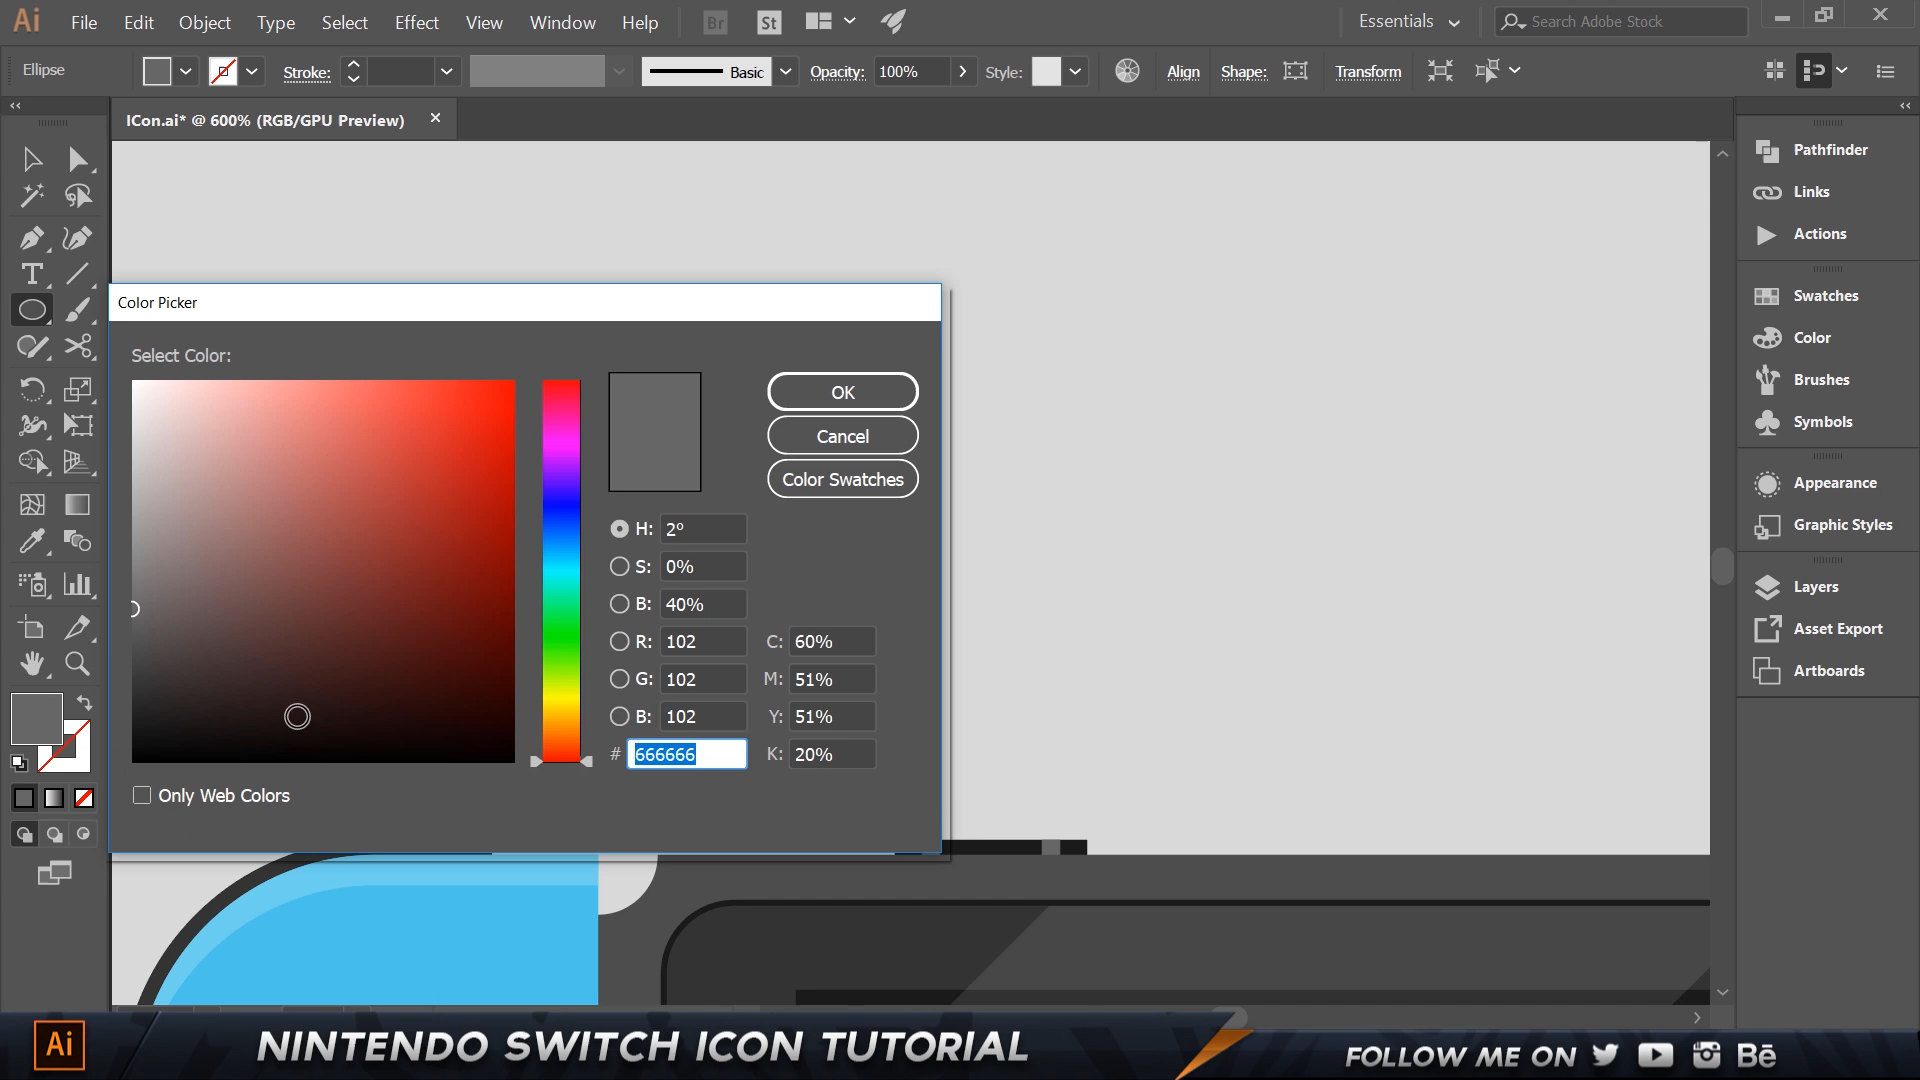 Ai File Edit Object Type Select Effect View Window Help Br St Essentials Search Adobe Stock
Ellipse Stroke: Basic Opacity: 100% Style: Align Shape: Transform
ICon.ai* @ 600% (RGB/GPU Preview)
Color Picker
Select Color:
OK
Cancel
Color Swatches
H: 2°
S: 0%
B: 40%
R: 102 C: 60%
G: 102 M: 51%
B: 102 Y: 51%
# 666666 K: 20%
Only Web Colors
Pathfinder
Links
Actions
Swatches
Color
Brushes
Symbols
Appearance
Graphic Styles
Layers
Asset Export
Artboards
Ai NINTENDO SWITCH ICON TUTORIAL FOLLOW ME ON Bē